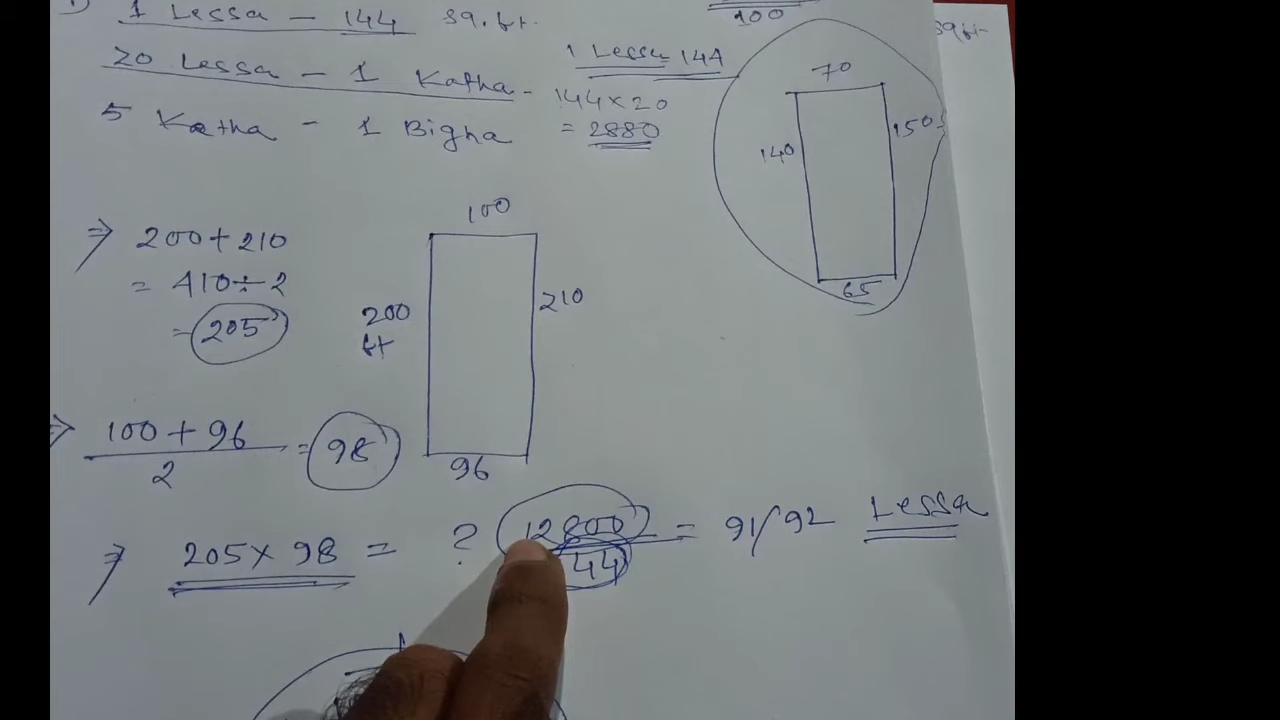 1 Lessa - 144 sq.ft.
20 Lessa - 1 Katha -
5 Katha - 1 Bigha
1 Lessa = 144
144 × 20
= 2880
100
sqft-
70
140
150
65
⇒ 200 + 210
= 410 ÷ 2
= 205
100
200
ft
210
96
⇒ 100 + 96
2
= 98
⇒ 205 × 98 = ? 12800 = 91/92 Lessa
44